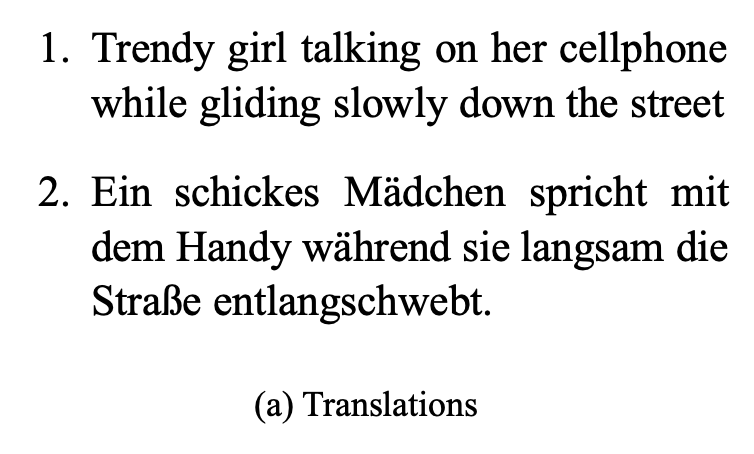 1. Trendy girl talking on her cellphone
while gliding slowly down the street
2. Ein schickes Mädchen spricht mit
dem Handy während sie langsam die
Straße entlangschwebt.
(a) Translations